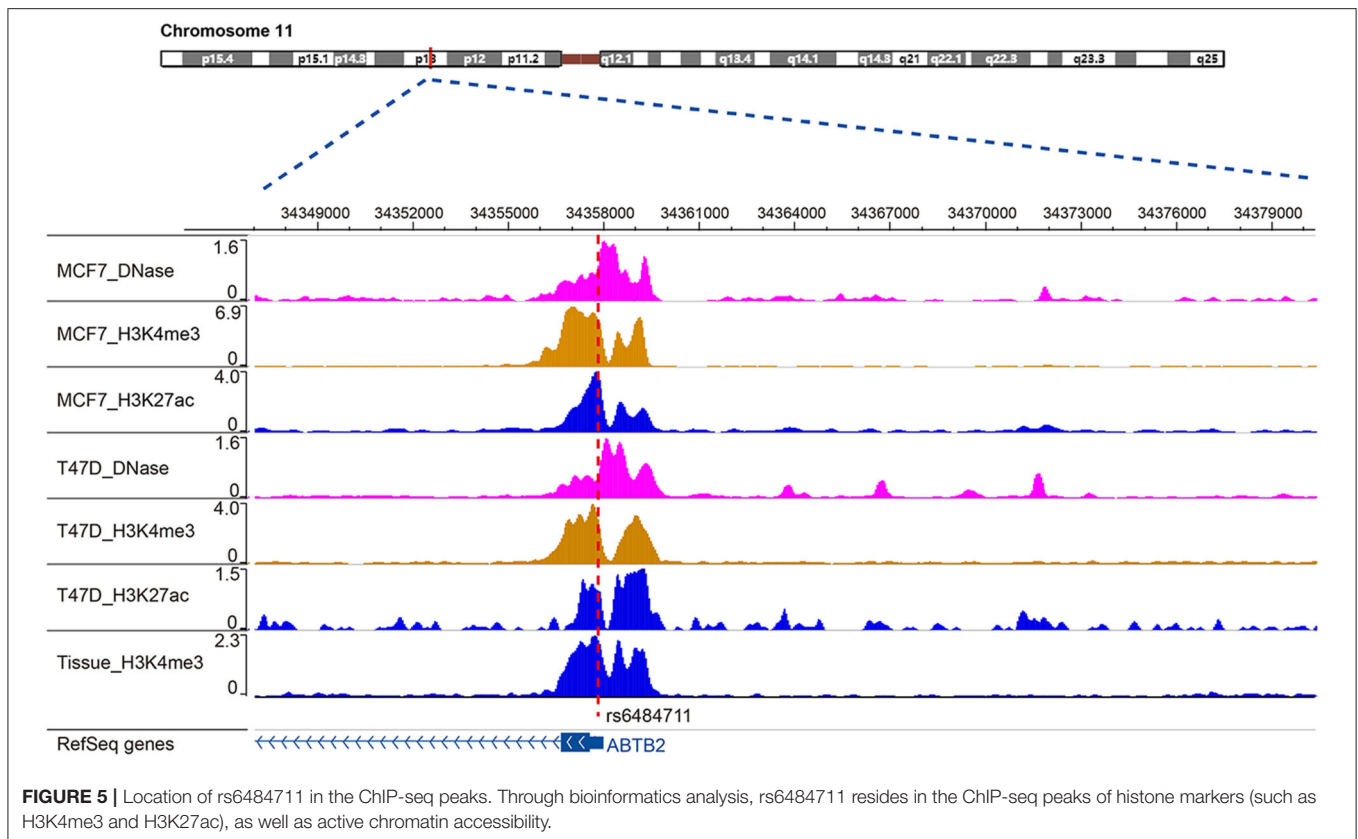 Chromosome 11
p15.4 p15.1 p14.3 p13 p12 p11.2 q12.1 q13.4 q14.1 q14.3 q21 q22.1 q22.3 q23.3 q25
34349000 34352000 34355000 34358000 34361000 34364000 34367000 34370000 34373000 34376000 34379000
MCF7_DNase 1.6 0
MCF7_H3K4me3 6.9 0
MCF7_H3K27ac 4.0 0
T47D_DNase 1.6 0
T47D_H3K4me3 4.0 0
T47D_H3K27ac 1.5 0
Tissue_H3K4me3 2.3 0
rs6484711
RefSeq genes ABTB2
FIGURE 5 | Location of rs6484711 in the ChIP-seq peaks. Through bioinformatics analysis, rs6484711 resides in the ChIP-seq peaks of histone markers (such as
H3K4me3 and H3K27ac), as well as active chromatin accessibility.